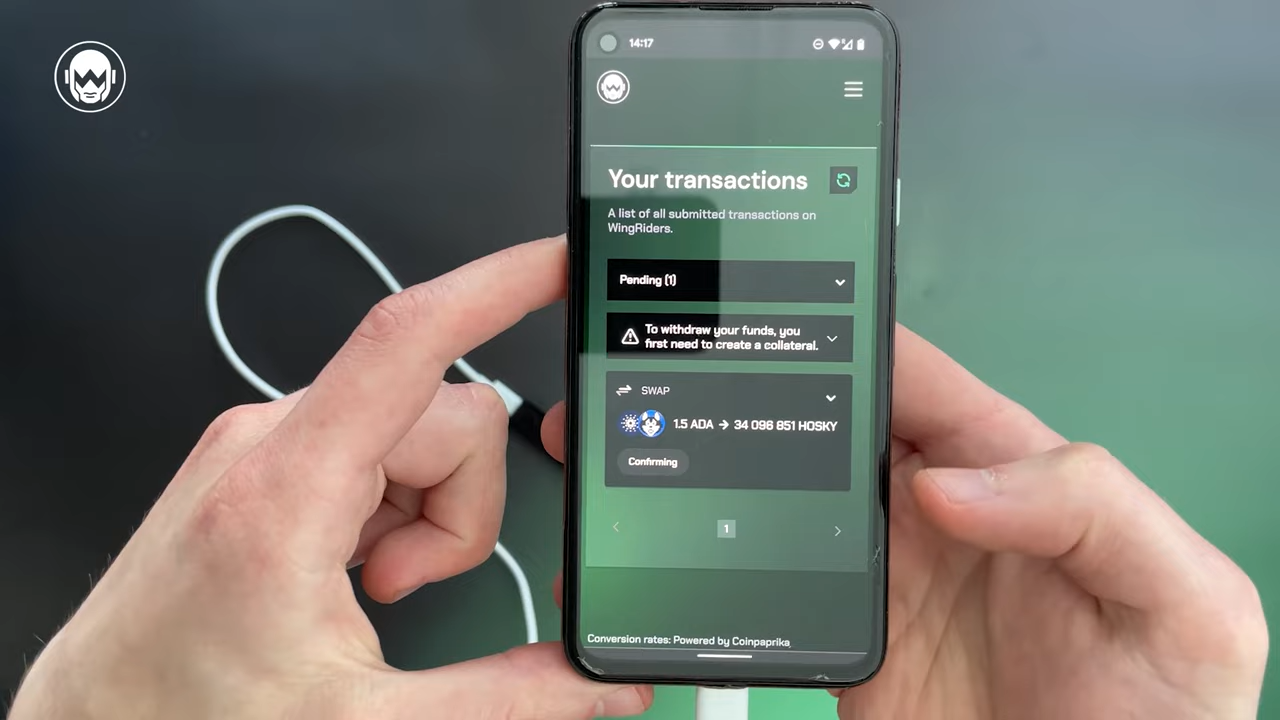 14:17
Your transactions
A list of all submitted transactions on
WingRiders.
Pending (1)
To withdraw your funds, you
first need to create a collateral.
SWAP
1.5 ADA → 34 096 851 HOSKY
Confirming
1
Conversion rates: Powered by Coinpaprika